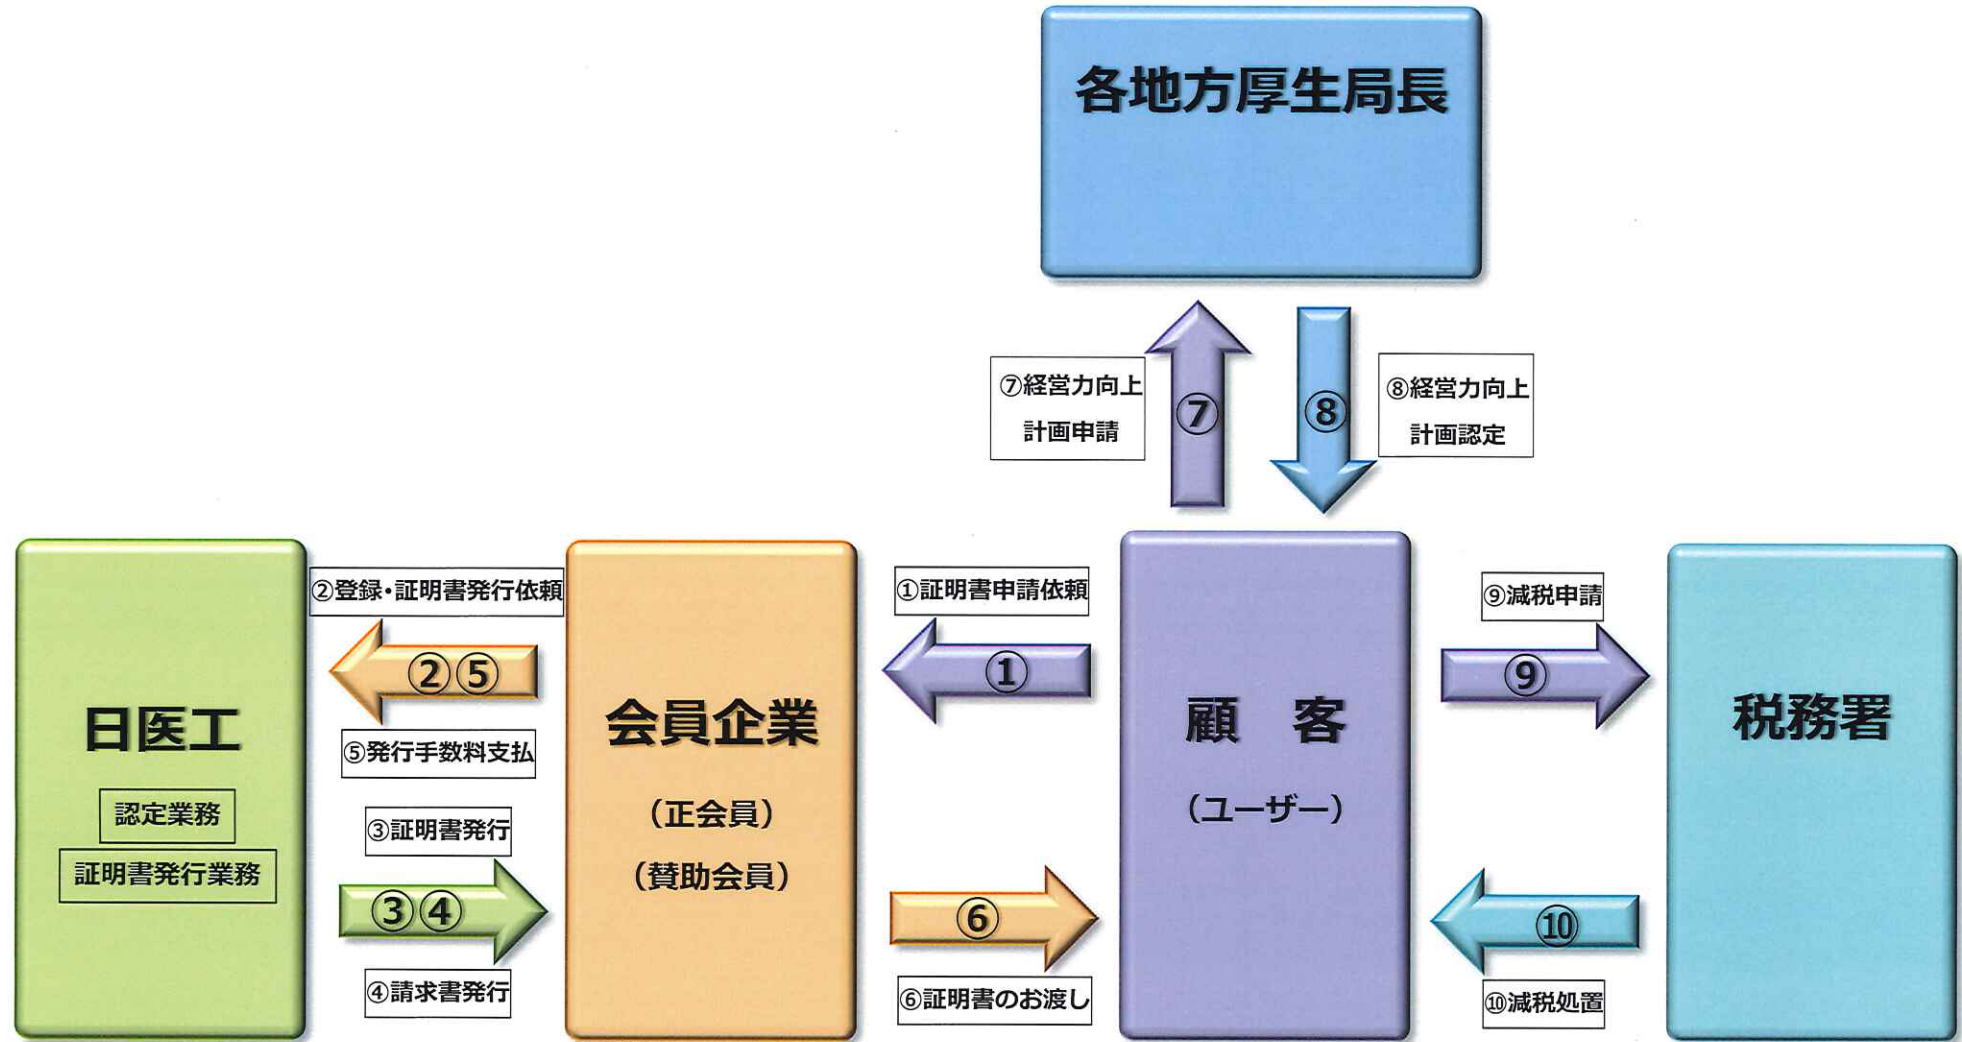 各地方厚生局長
⑦経営力向上
計画申請
⑦
⑧
⑧経営力向上
計画認定
日医工
認定業務
証明書発行業務
②登録・証明書発行依頼
②⑤
⑤発行手数料支払
③証明書発行
③④
④請求書発行
会員企業
（正会員）
（賛助会員）
①証明書申請依頼
①
⑥
⑥証明書のお渡し
顧　客
（ユーザー）
⑨減税申請
⑨
⑩
⑩減税処置
税務署